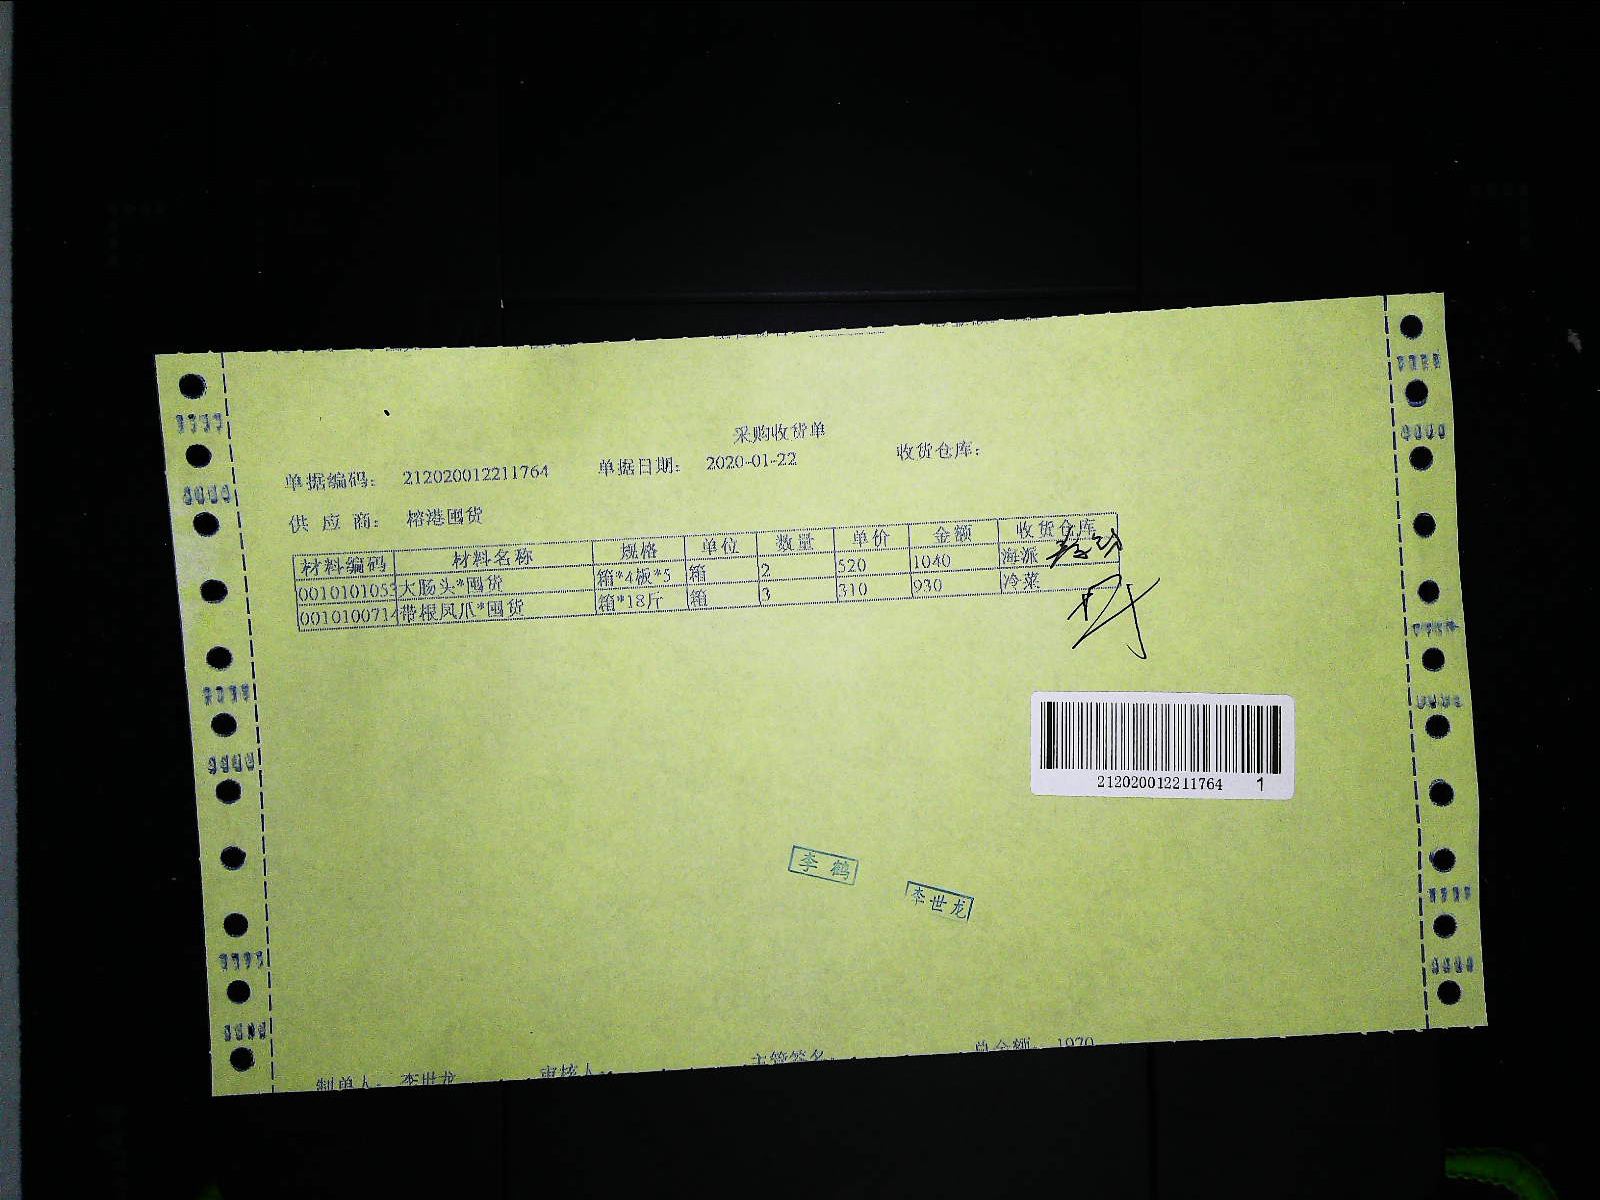 采购收货单
单据编码: 212020012211764 单据日期: 2020-01-22 收货仓库:
供应商: 榕港囤货
材料编码 材料名称 规格 单位 数量 单价 金额 收货仓库
0010101053 大肠头*囤货 箱*4板*5 箱 2 520 1040 海派
0010100714 带根凤爪*囤货 箱*18斤 箱 3 310 930 冷菜
212020012211764 1
李鹤
李世龙
制单人: 李世龙 审核人: 主管签名: 总金额: 1970